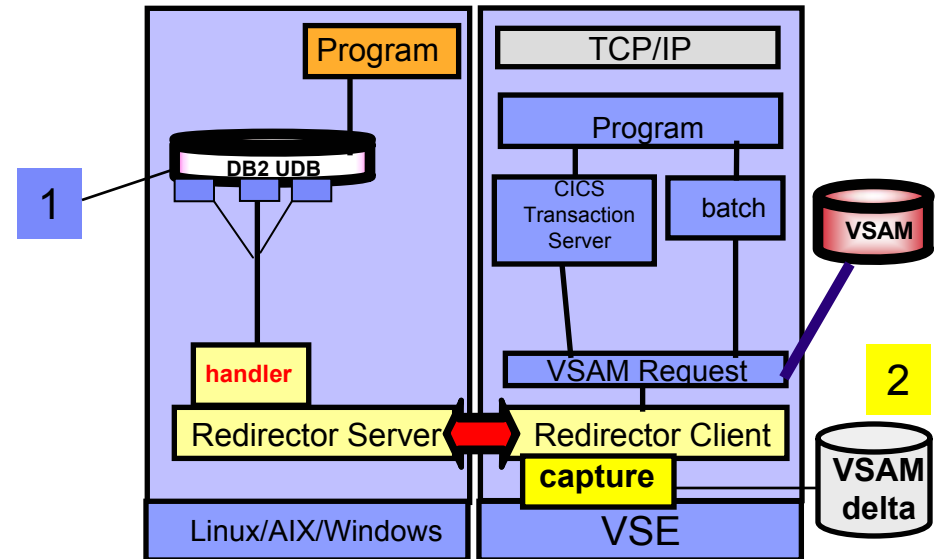 Program
DB2 UDB
1
handler
Redirector Server
Linux/AIX/Windows
TCP/IP
Program
CICS
Transaction
Server
batch
VSAM
VSAM Request
2
Redirector Client
capture
VSAM
delta
VSE